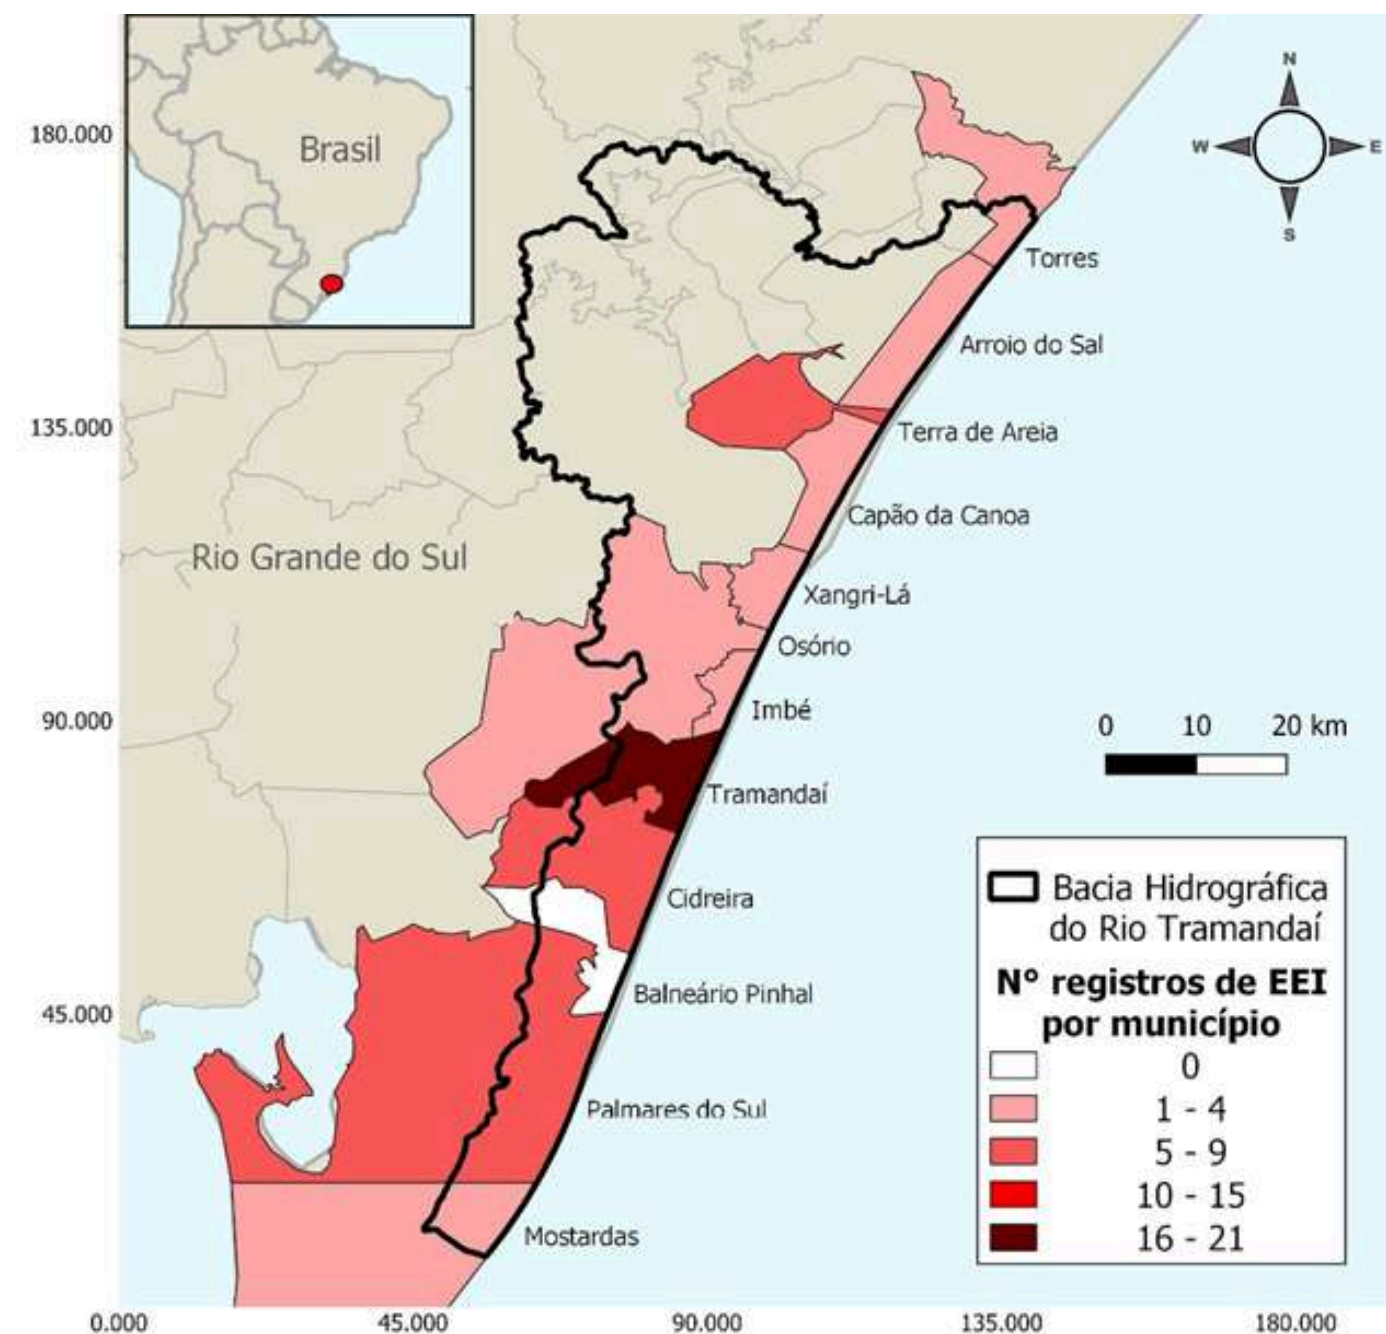 Brasil
N
W
E
S
180.000
135.000
90.000
45.000
Rio Grande do Sul
Torres
Arroio do Sal
Terra de Areia
Capão da Canoa
Xangri-Lá
Osório
Imbé
Tramandaí
Cidreira
Balneário Pinhal
Palmares do Sul
Mostardas
0 10 20 km
Bacia Hidrográfica
do Rio Tramandaí
N° registros de EEI
por município
0
1 - 4
5 - 9
10 - 15
16 - 21
0.000 45.000 90.000 135.000 180.000